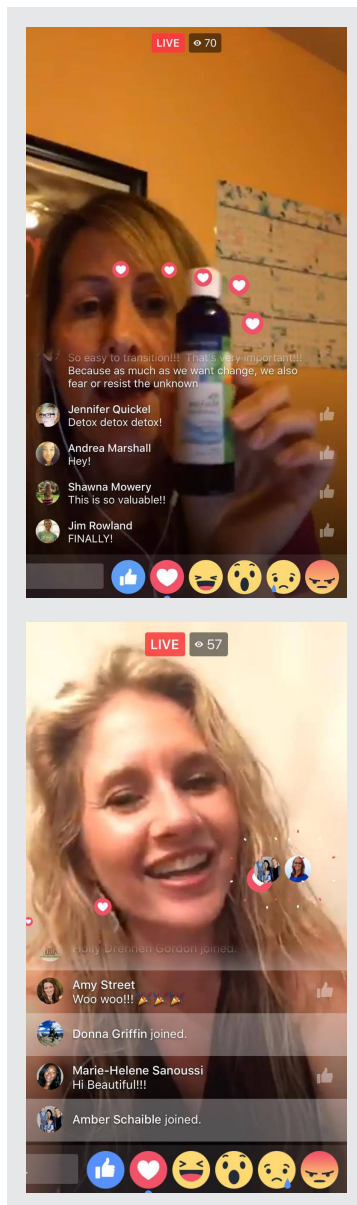 LIVE 70
So easy to transition!!! That's very important!!!
Because as much as we want change, we also
fear or resist the unknown
Jennifer Quickel
Detox detox detox!
Andrea Marshall
Hey!
Shawna Mowery
This is so valuable!!
Jim Rowland
FINALLY!
LIVE 57
Holly Drennen Gordon joined.
Amy Street
Woo woo!!! 🎉🎉🎉
Donna Griffin joined.
Marie-Helene Sanoussi
Hi Beautiful!!!
Amber Schaible joined.